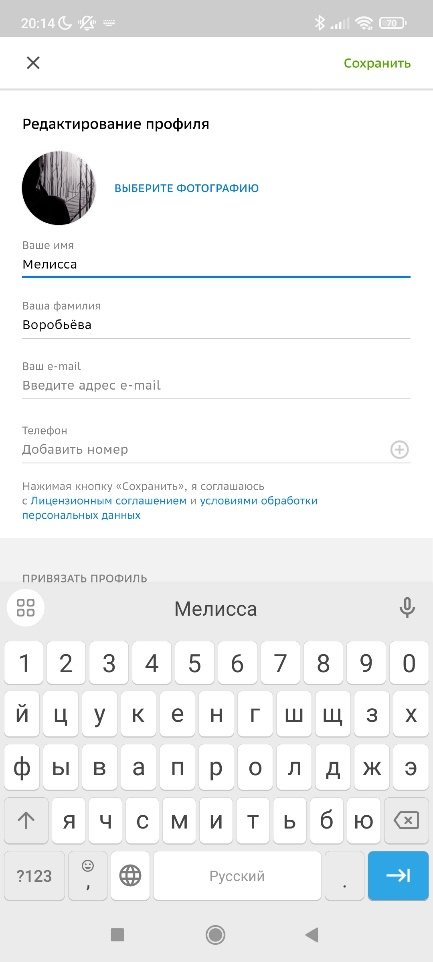 20:14
70
Сохранить
Редактирование профиля
ВЫБЕРИТЕ ФОТОГРАФИЮ
Ваше имя
Мелисса
Ваша фамилия
Воробьёва
Ваш e-mail
Введите адрес e-mail
Телефон
Добавить номер
Нажимая кнопку «Сохранить», я соглашаюсь
с Лицензионным соглашением и условиями обработки
персональных данных
ПРИВЯЗАТЬ ПРОФИЛЬ
Мелисса
1 2 3 4 5 6 7 8 9 0
й ц у к е н г ш щ з х
ф ы в а п р о л д ж э
я ч с м и т ь б ю
?123 , Русский .